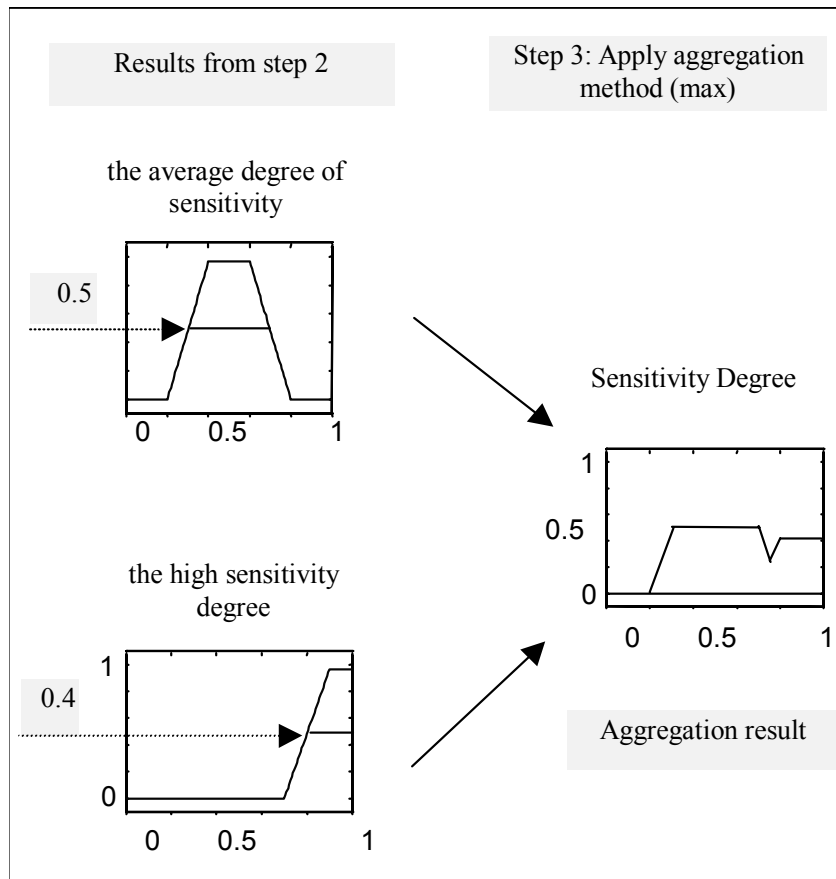 Results from step 2
Step 3: Apply aggregation
method (max)
the average degree of
sensitivity
0.5
0 0.5 1
Sensitivity Degree
1
0.5
0
0 0.5 1
the high sensitivity
degree
1
0.4
0
0 0.5 1
Aggregation result